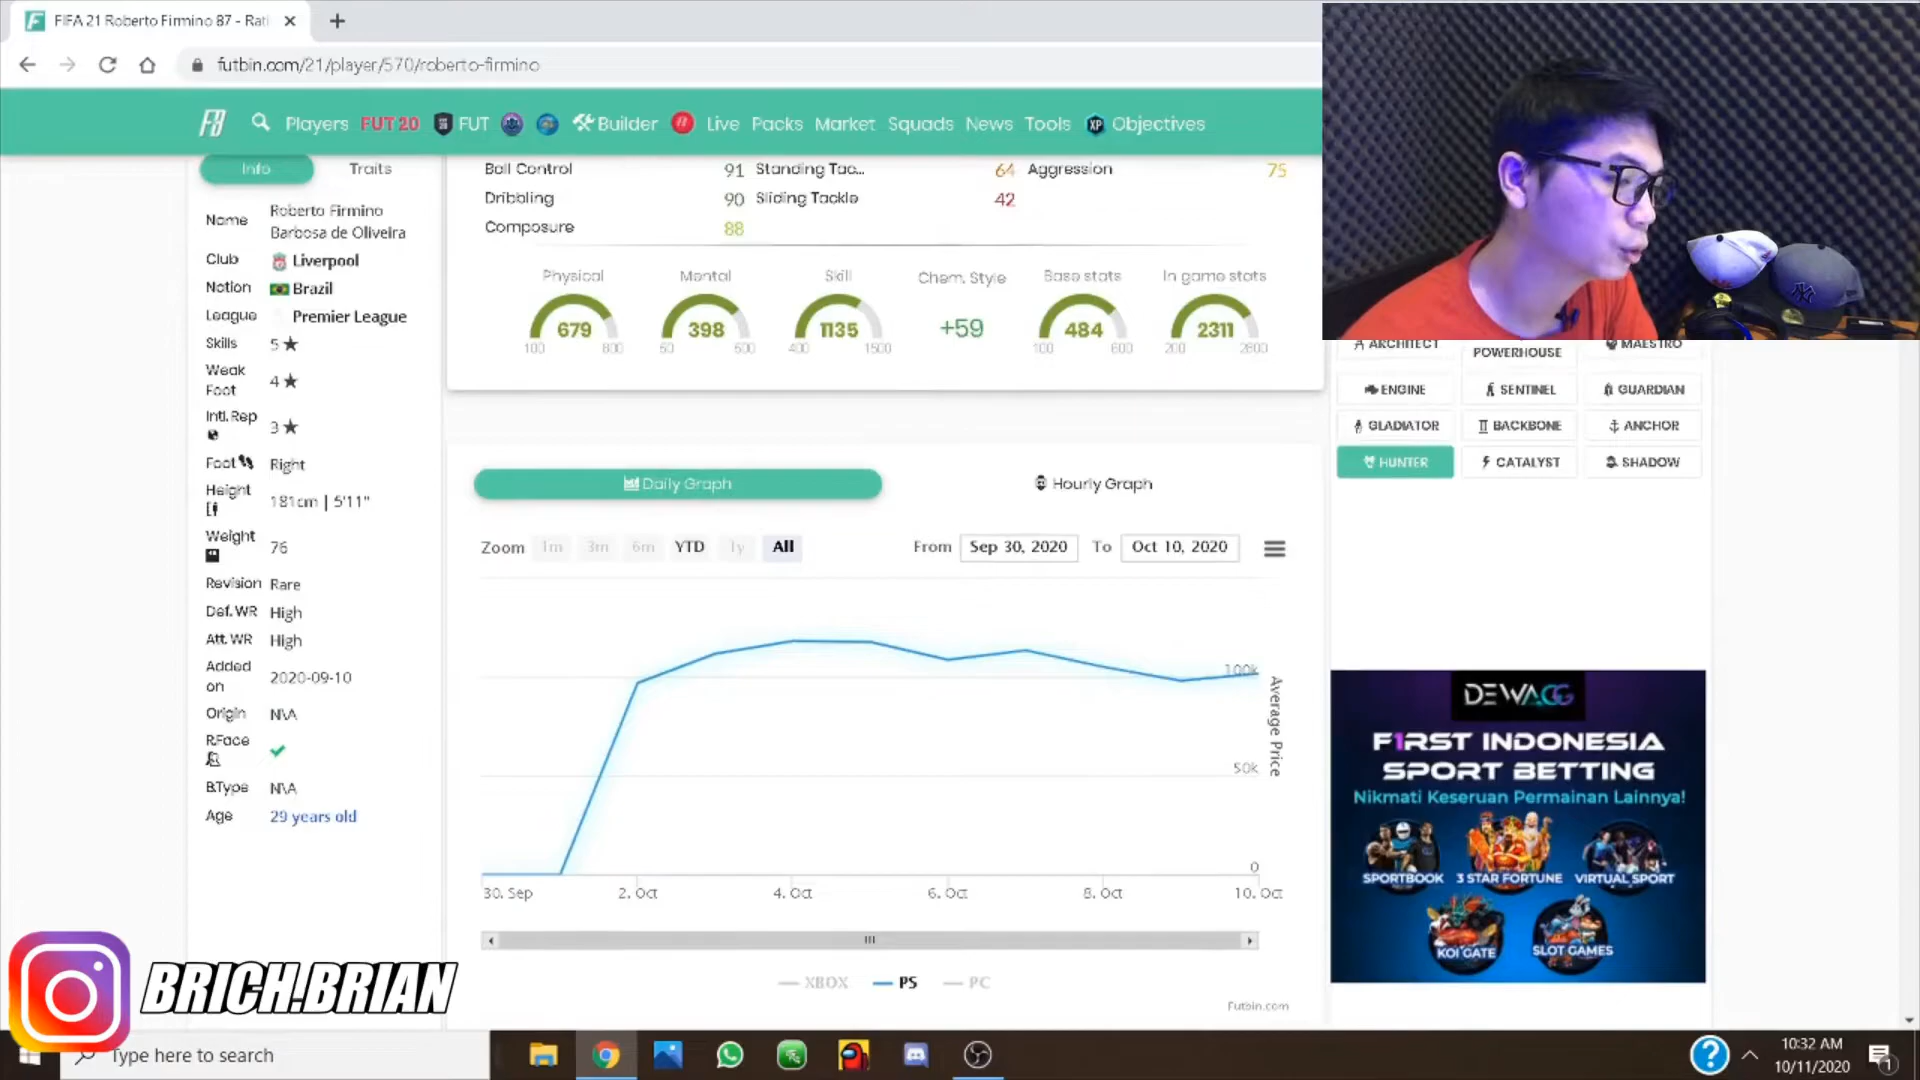 FIFA 21 Roberto Firmino 87 - Rati
futbin.com/21/player/570/roberto-firmino
Players FUT 20 FUT Builder Live Packs Market Squads News Tools XP Objectives
Info Traits
Name Roberto Firmino Barbosa de Oliveira
Club Liverpool
Nation Brazil
League Premier League
Skills 5
Weak Foot 4
Intl. Rep 3
Foot Right
Height 181cm | 5'11"
Weight 76
Revision Rare
Def. WR High
Att. WR High
Added on 2020-09-10
Origin N\A
R.Face
B.Type N\A
Age 29 years old
Ball Control 91 Standing Tac... 64 Aggression 75
Dribbling 90 Sliding Tackle 42
Composure 88
Physical Mental Skill Chem. Style Base stats In game stats
679 398 1135 +59 484 2311
100 800 50 500 400 1500 100 600 200 2800
Daily Graph Hourly Graph
Zoom 1m 3m 6m YTD 1y All From Sep 30, 2020 To Oct 10, 2020
100k
50k
0
Average Price
30. Sep 2. Oct 4. Oct 6. Oct 8. Oct 10. Oct
XBOX PS PC
Futbin.com
ARCHITECT POWERHOUSE MAESTRO
ENGINE SENTINEL GUARDIAN
GLADIATOR BACKBONE ANCHOR
HUNTER CATALYST SHADOW
DEWAGG
F1RST INDONESIA
SPORT BETTING
Nikmati Keseruan Permainan Lainnya!
SPORTBOOK 3 STAR FORTUNE VIRTUAL SPORT
KOI GATE SLOT GAMES
BRICH.BRIAN
Type here to search
10:32 AM
10/11/2020
1